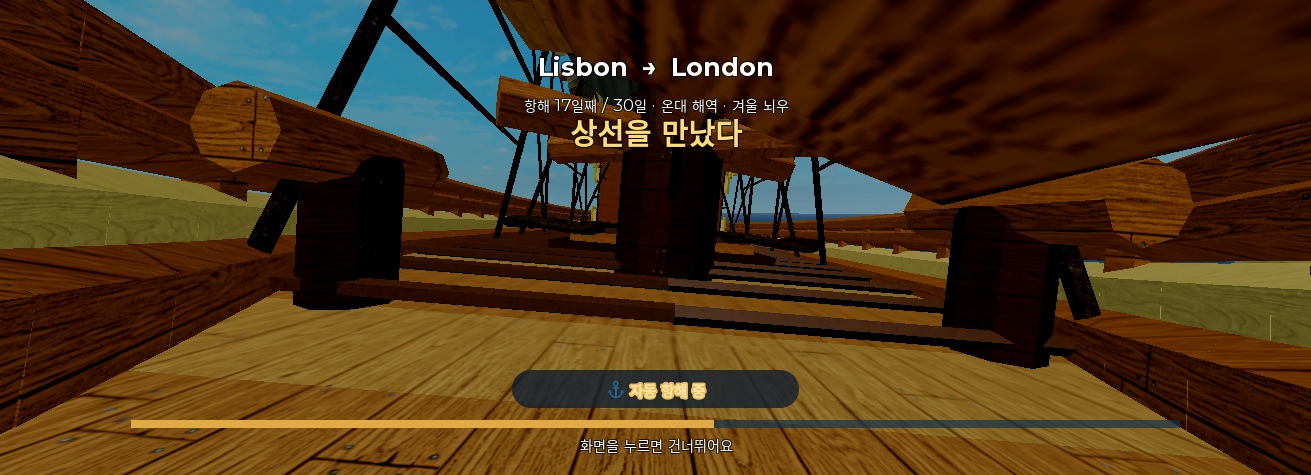 Lisbon → London
항해 17일째 / 30일 · 온대 해역 · 겨울 뇌우
상선을 만났다
⚓ 자동 항해 중
화면을 누르면 건너뛰어요